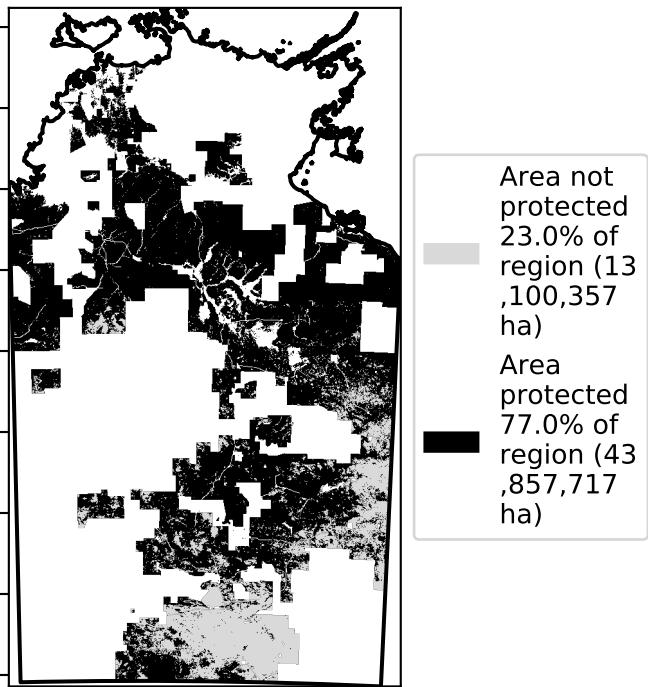 Area not
protected
23.0% of
region (13
,100,357
ha)
Area
protected
77.0% of
region (43
,857,717
ha)